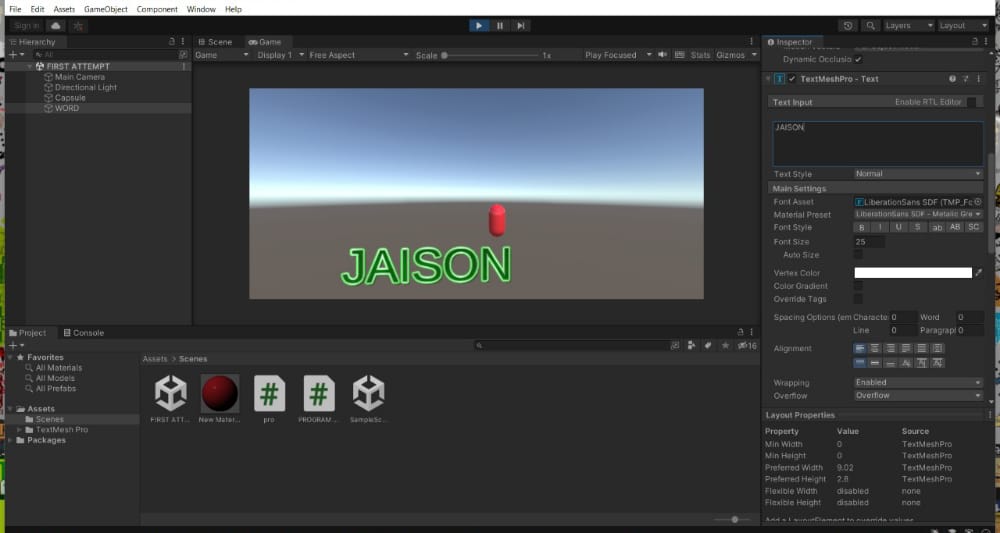 File Edit Assets GameObject Component Window Help
Sign in Layers Layout
Hierarchy
All
FIRST ATTEMPT
Main Camera
Directional Light
Capsule
WORD
Scene Game
Game Display 1 Free Aspect Scale 1x Play Focused Stats Gizmos
JAISON
Inspector
Dynamic Occlusio
TextMeshPro - Text
Text Input Enable RTL Editor
JAISON
Text Style Normal
Main Settings
Font Asset LiberationSans SDF (TMP_Fc
Material Preset LiberationSans SDF - Metalic Gre
Font Style B I U S ab AB SC
Font Size 25
Auto Size
Vertex Color
Color Gradient
Override Tags
Spacing Options (em Characte 0 Word 0
Line 0 Paragrapl 0
Alignment
Wrapping Enabled
Overflow Overflow
Project Console
16
Favorites
All Materials
All Models
All Prefabs
Assets
Scenes
TextMesh Pro
Packages
Assets > Scenes
FIRST ATT... New Mater... pro PROGRAM... SampleSc...
Layout Properties
Property Value Source
Min Width 0 TextMeshPro
Min Height 0 TextMeshPro
Preferred Width 9.02 TextMeshPro
Preferred Height 2.8 TextMeshPro
Flexible Width disabled none
Flexible Height disabled none
Add a LayoutElement to override values